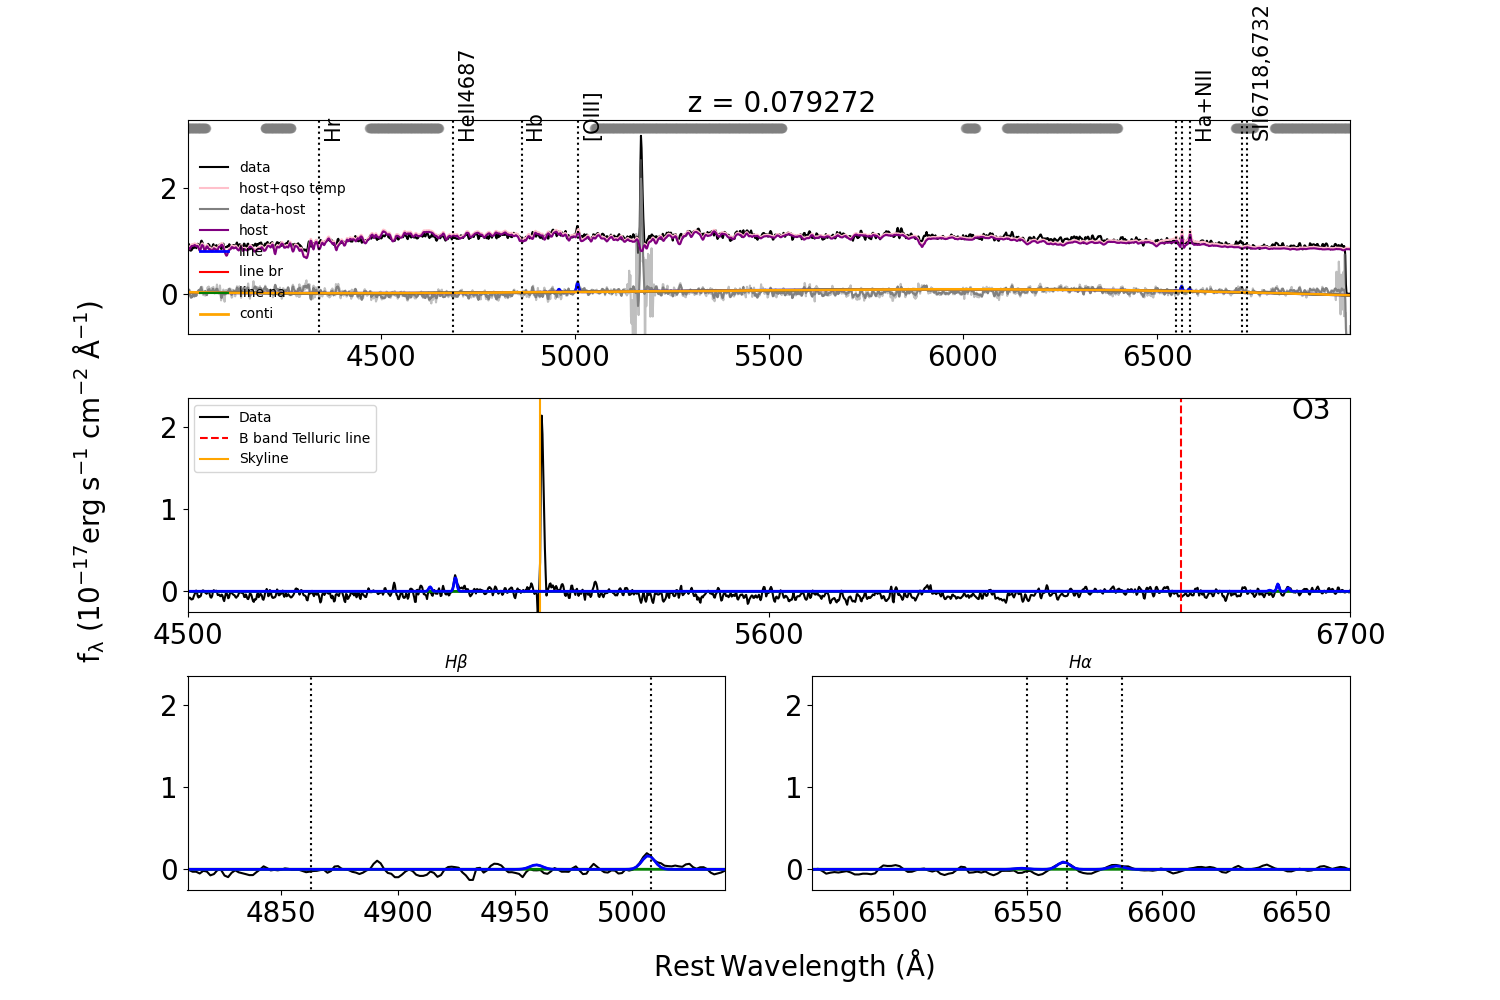 z = 0.079272
Hr
HeII4687
Hb
[OIII]
Ha+NII
SII6718,6732
data
host+qso temp
data-host
host
line
line br
line na
conti
2
0
4500 5000 5500 6000 6500
O3
Data
B band Telluric line
Skyline
2
1
0
4500 5600 6700
fλ (10⁻¹⁷erg s⁻¹ cm⁻² Å⁻¹)
Hβ
2
1
0
4850 4900 4950 5000
Hα
2
1
0
6500 6550 6600 6650
Rest Wavelength (Å)